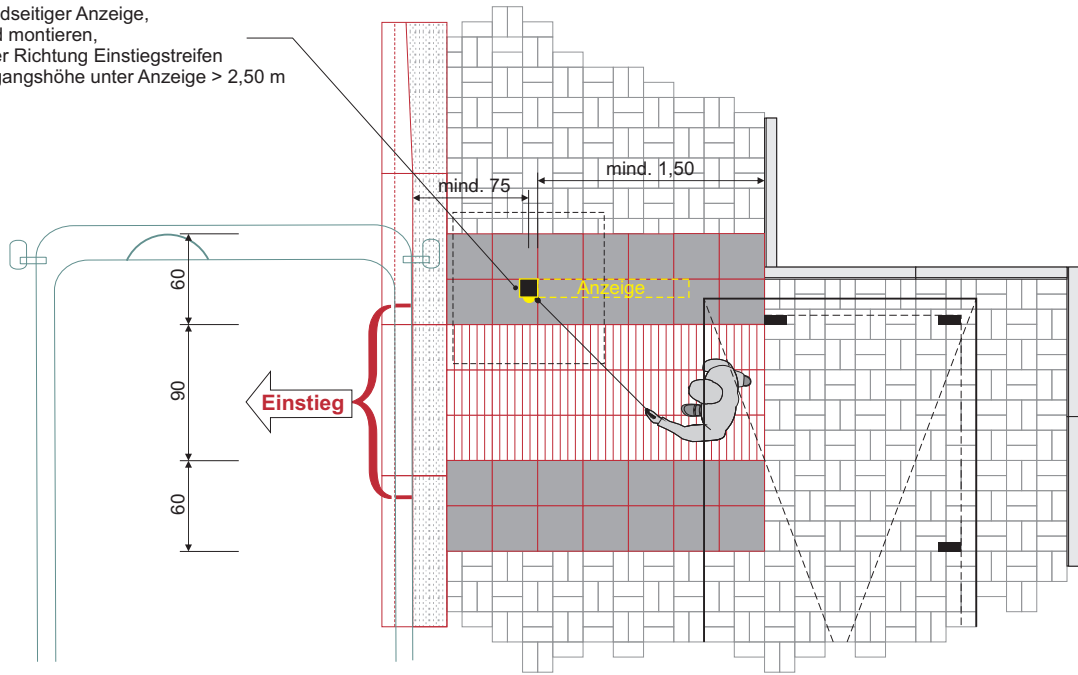 dseitiger Anzeige,
d montieren,
er Richtung Einstiegstreifen
gangshöhe unter Anzeige > 2,50 m
mind. 1,50
mind. 75
60
Anzeige
90
Einstieg
60